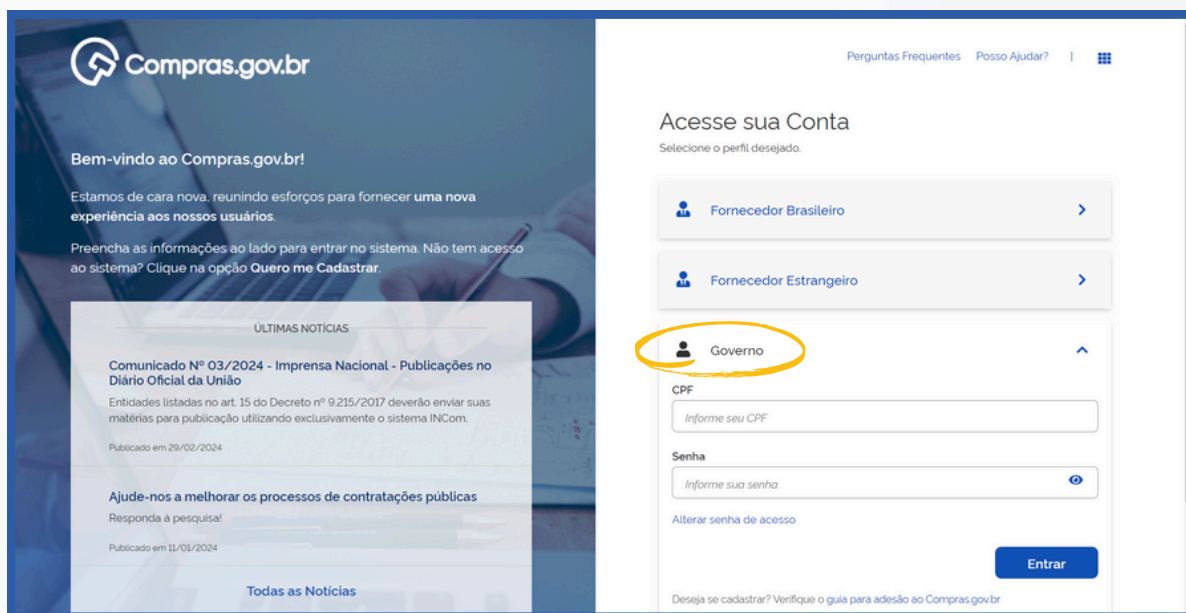 Compras.gov.br
Bem-vindo ao Compras.gov.br!
Estamos de cara nova, reunindo esforços para fornecer uma nova
experiência aos nossos usuários.
Preencha as informações ao lado para entrar no sistema. Não tem acesso
ao sistema? Clique na opção Quero me Cadastrar.
ÚLTIMAS NOTÍCIAS
Comunicado Nº 03/2024 - Imprensa Nacional - Publicações no
Diário Oficial da União
Entidades listadas no art. 15 do Decreto nº 9.215/2017 deverão enviar suas
matérias para publicação utilizando exclusivamente o sistema INCom.
Publicado em 29/02/2024
Ajude-nos a melhorar os processos de contratações públicas
Responda à pesquisa!
Publicado em 11/01/2024
Todas as Notícias
Perguntas Frequentes Posso Ajudar? |
Acesse sua Conta
Selecione o perfil desejado.
Fornecedor Brasileiro
Fornecedor Estrangeiro
Governo
CPF
Informe seu CPF
Senha
Informe sua senha
Alterar senha de acesso
Entrar
Deseja se cadastrar? Verifique o guia para adesão ao Compras.gov.br